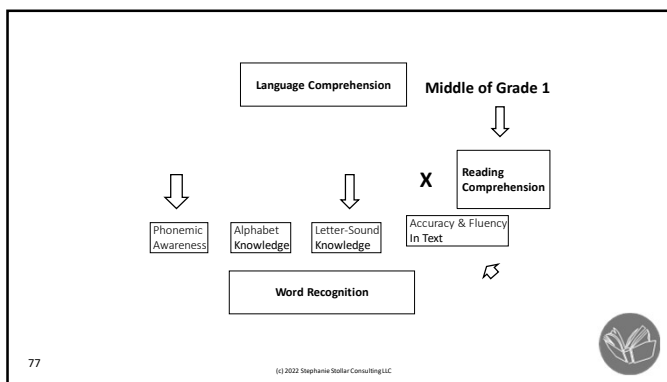 Language Comprehension
Middle of Grade 1
X
Reading
Comprehension
Phonemic
Awareness
Alphabet
Knowledge
Letter-Sound
Knowledge
Accuracy & Fluency
In Text
Word Recognition
77
(c) 2022 Stephanie Stollar Consulting LLC